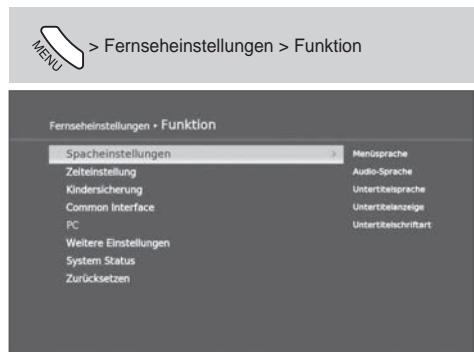 MENU > Fernseheinstellungen > Funktion
Fernseheinstellungen • Funktion
Spacheinstellungen >
Zeiteinstellung
Kindersicherung
Common Interface
PC
Weitere Einstellungen
System Status
Zurücksetzen
Menüsprache
Audio-Sprache
Untertitelsprache
Untertitelanzeige
Untertitelschriftart